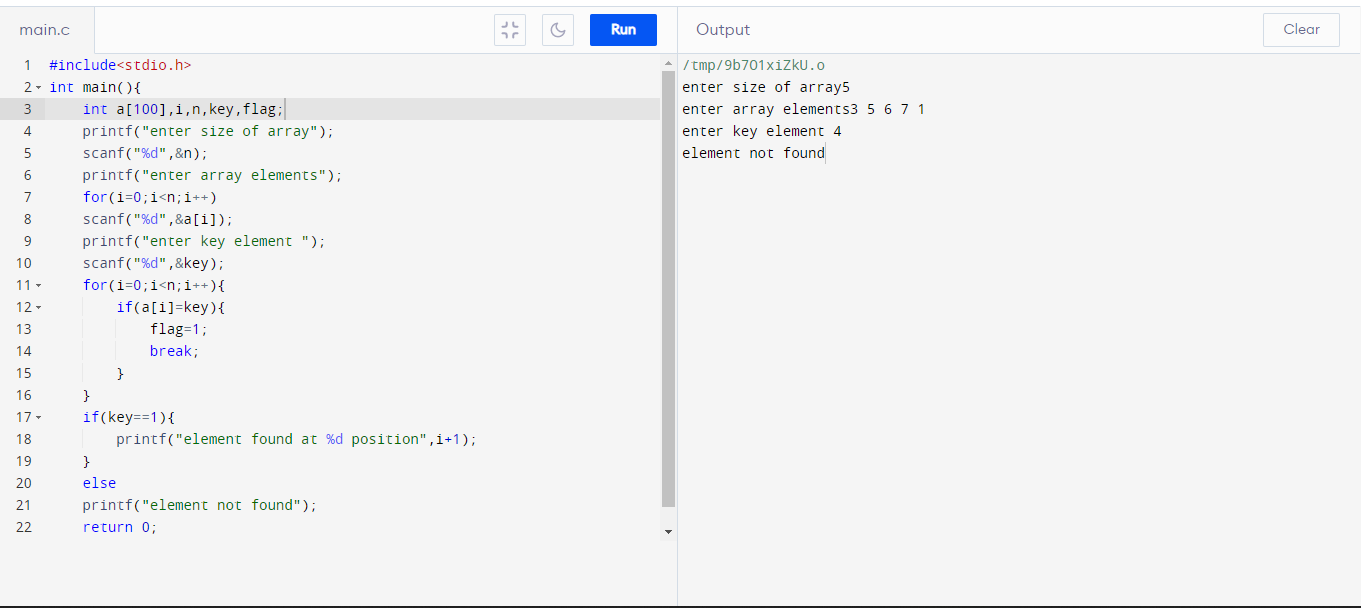 main.c
Run
Output
Clear
1 #include<stdio.h>
2 int main(){
3 int a[100],i,n,key,flag;
4 printf("enter size of array");
5 scanf("%d",&n);
6 printf("enter array elements");
7 for(i=0;i<n;i++)
8 scanf("%d",&a[i]);
9 printf("enter key element ");
10 scanf("%d",&key);
11 for(i=0;i<n;i++){
12 if(a[i]=key){
13 flag=1;
14 break;
15 }
16 }
17 if(key==1){
18 printf("element found at %d position",i+1);
19 }
20 else
21 printf("element not found");
22 return 0;
/tmp/9b7O1xiZkU.o
enter size of array5
enter array elements3 5 6 7 1
enter key element 4
element not found